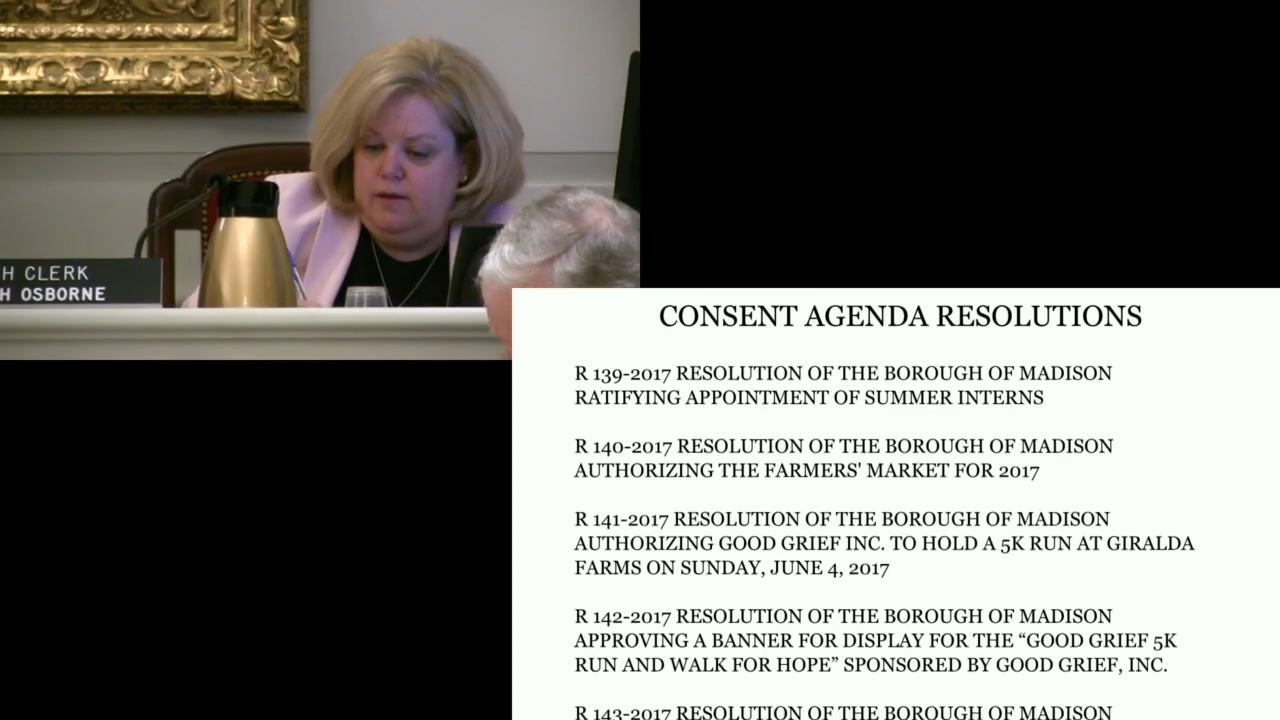 H CLERK
H OSBORNE
CONSENT AGENDA RESOLUTIONS
R 139-2017 RESOLUTION OF THE BOROUGH OF MADISON
RATIFYING APPOINTMENT OF SUMMER INTERNS
R 140-2017 RESOLUTION OF THE BOROUGH OF MADISON
AUTHORIZING THE FARMERS' MARKET FOR 2017
R 141-2017 RESOLUTION OF THE BOROUGH OF MADISON
AUTHORIZING GOOD GRIEF INC. TO HOLD A 5K RUN AT GIRALDA
FARMS ON SUNDAY, JUNE 4, 2017
R 142-2017 RESOLUTION OF THE BOROUGH OF MADISON
APPROVING A BANNER FOR DISPLAY FOR THE “GOOD GRIEF 5K
RUN AND WALK FOR HOPE” SPONSORED BY GOOD GRIEF, INC.
R 143-2017 RESOLUTION OF THE BOROUGH OF MADISON